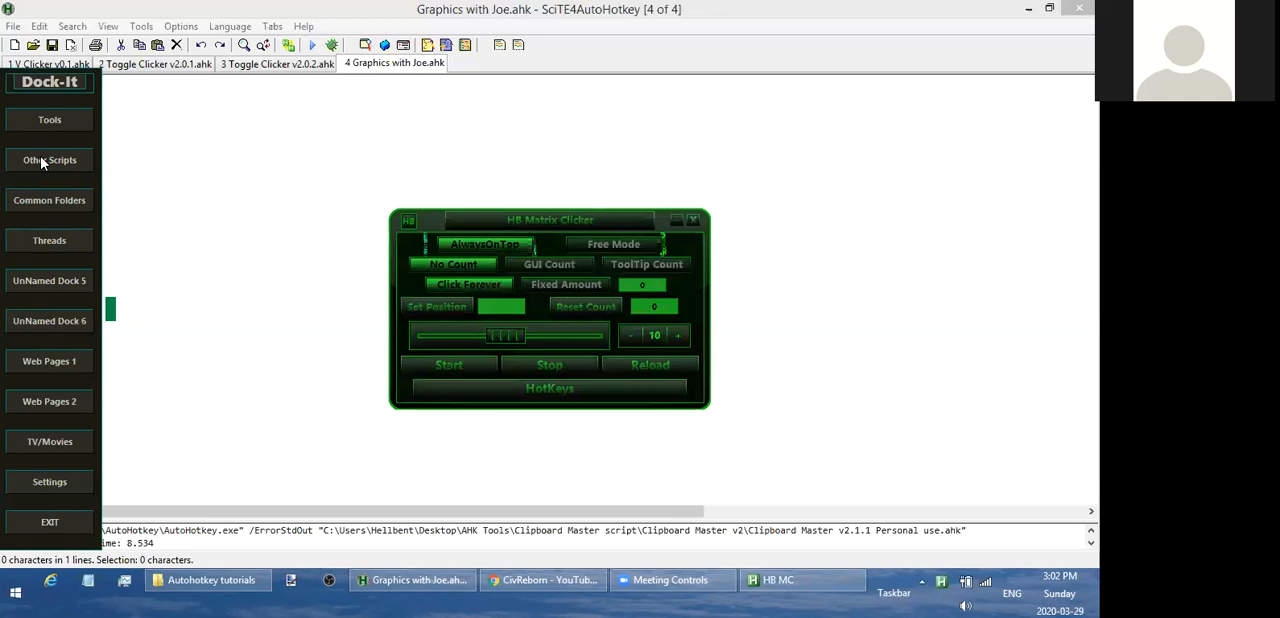 Graphics with Joe.ahk - SciTE4AutoHotkey [4 of 4]
File Edit Search View Tools Options Language Tabs Help
1 V Clicker v0.1.ahk 2 Toggle Clicker v2.0.1.ahk 3 Toggle Clicker v2.0.2.ahk 4 Graphics with Joe.ahk
Dock-It
Tools
Other Scripts
Common Folders
Threads
UnNamed Dock 5
UnNamed Dock 6
Web Pages 1
Web Pages 2
TV/Movies
Settings
EXIT
HB HB Matrix Clicker X
AlwaysOnTop Free Mode
No Count GUI Count ToolTip Count
Click Forever Fixed Amount 0
Set Position Reset Count 0
- 10 +
Start Stop Reload
HotKeys
AutoHotkey\AutoHotkey.exe" /ErrorStdOut "C:\Users\Hellbent\Desktop\AHK Tools\Clipboard Master script\Clipboard Master v2\Clipboard Master v2.1.1 Personal use.ahk"
ime: 8.534
0 characters in 1 lines. Selection: 0 characters.
Autohotkey tutorials Graphics with Joe.ahk... CivReborn - YouTub... Meeting Controls HB MC
Taskbar ENG
3:02 PM
Sunday
2020-03-29